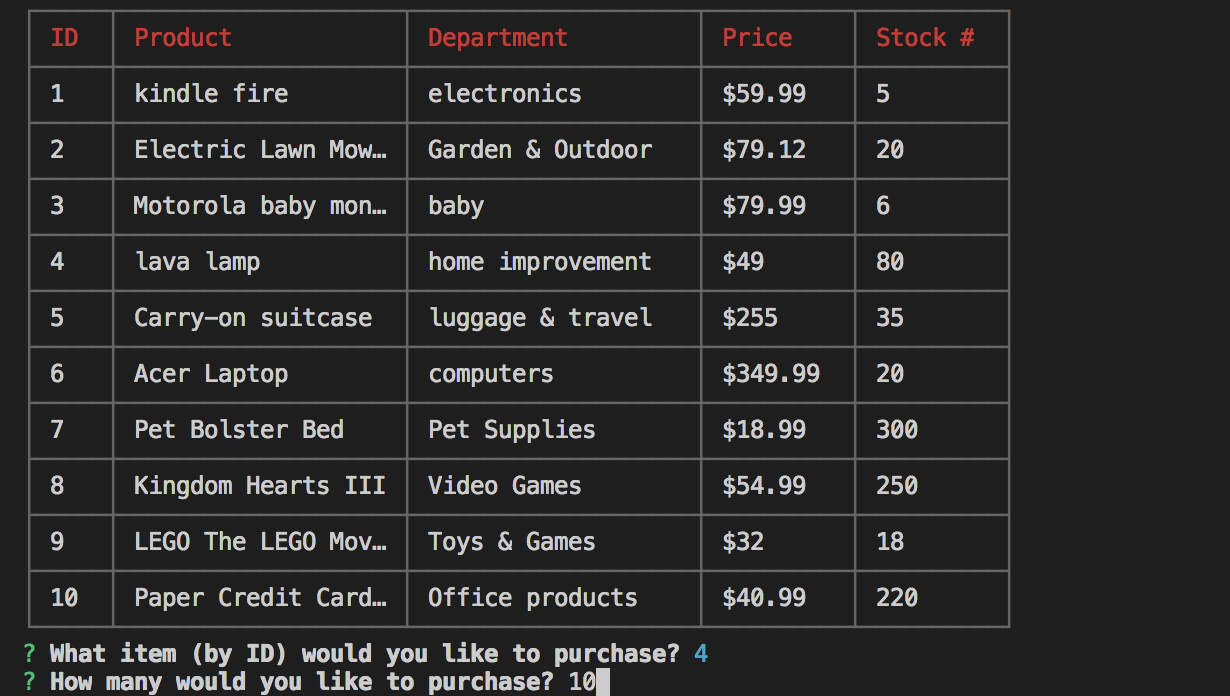 ID Product Department Price Stock #
1 kindle fire electronics $59.99 5
2 Electric Lawn Mow… Garden & Outdoor $79.12 20
3 Motorola baby mon… baby $79.99 6
4 lava lamp home improvement $49 80
5 Carry-on suitcase luggage & travel $255 35
6 Acer Laptop computers $349.99 20
7 Pet Bolster Bed Pet Supplies $18.99 300
8 Kingdom Hearts III Video Games $54.99 250
9 LEGO The LEGO Mov… Toys & Games $32 18
10 Paper Credit Card… Office products $40.99 220
? What item (by ID) would you like to purchase? 4
? How many would you like to purchase? 10